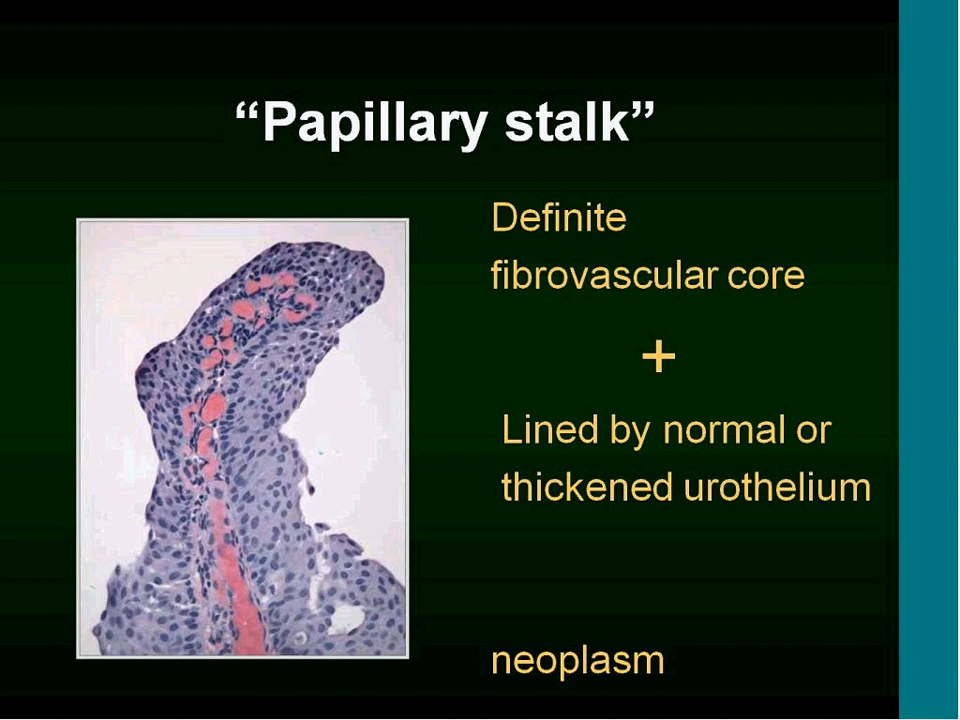 “Papillary stalk”
Definite
fibrovascular core
+
Lined by normal or
thickened urothelium
neoplasm